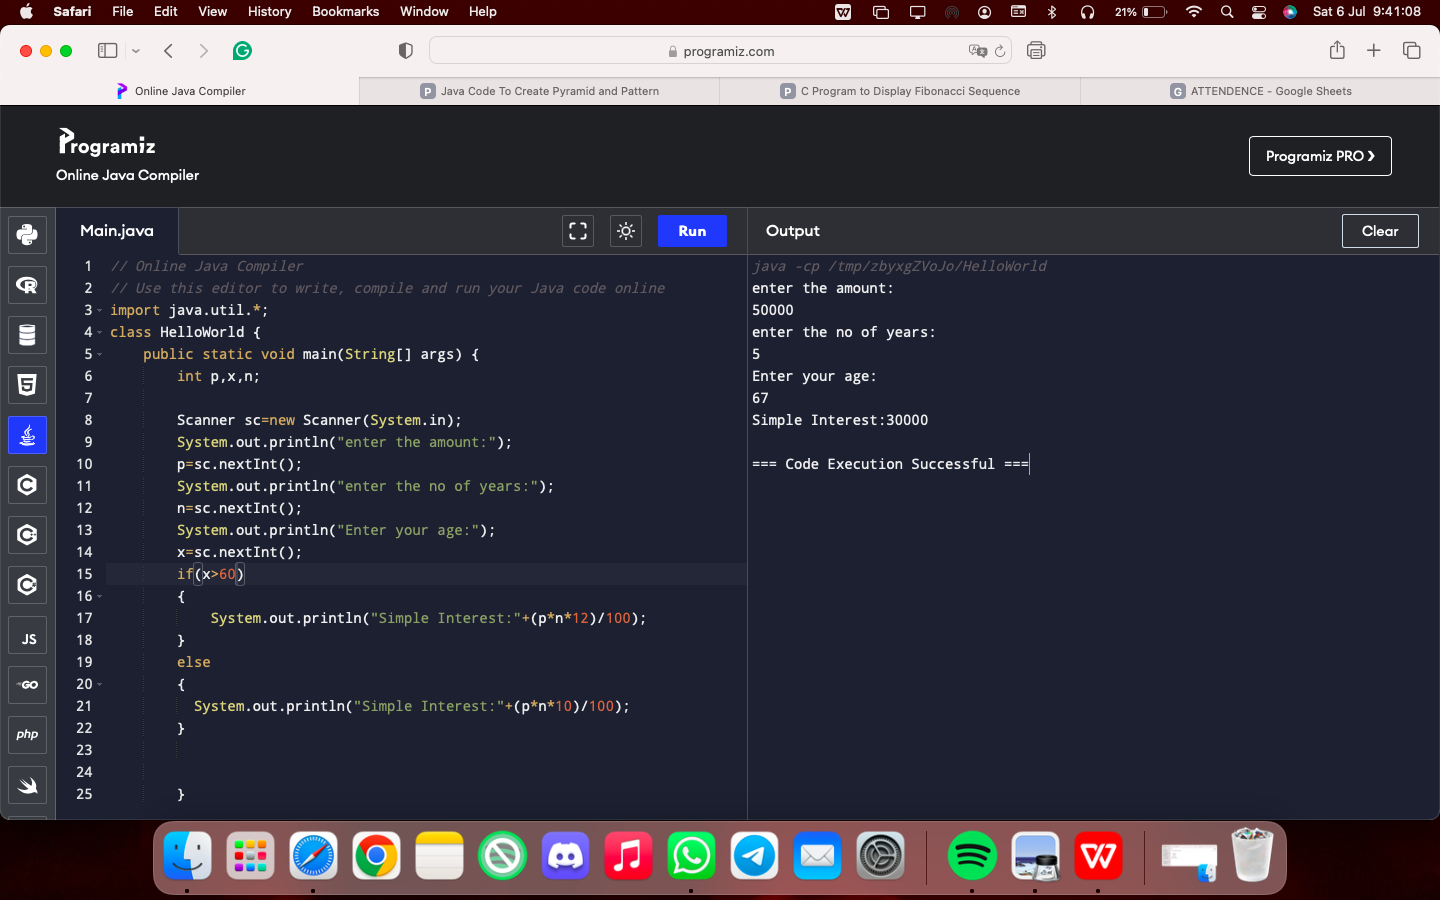 Safari File Edit View History Bookmarks Window Help 21% Sat 6 Jul 9:41:08
programiz.com
Online Java Compiler
P Java Code To Create Pyramid and Pattern
P C Program to Display Fibonacci Sequence
G ATTENDENCE - Google Sheets
Programiz
Online Java Compiler
Programiz PRO ❯
Main.java
Run
Output
Clear
1 // Online Java Compiler
2 // Use this editor to write, compile and run your Java code online
3 import java.util.*;
4 class HelloWorld {
5 public static void main(String[] args) {
6 int p,x,n;
7
8 Scanner sc=new Scanner(System.in);
9 System.out.println("enter the amount:");
10 p=sc.nextInt();
11 System.out.println("enter the no of years:");
12 n=sc.nextInt();
13 System.out.println("Enter your age:");
14 x=sc.nextInt();
15 if(x>60)
16 {
17 System.out.println("Simple Interest:"+(p*n*12)/100);
18 }
19 else
20 {
21 System.out.println("Simple Interest:"+(p*n*10)/100);
22 }
23
24
25 }
java -cp /tmp/zbyxgZVoJo/HelloWorld
enter the amount:
50000
enter the no of years:
5
Enter your age:
67
Simple Interest:30000
=== Code Execution Successful ===
R
5
C
C
C
JS
GO
php
W